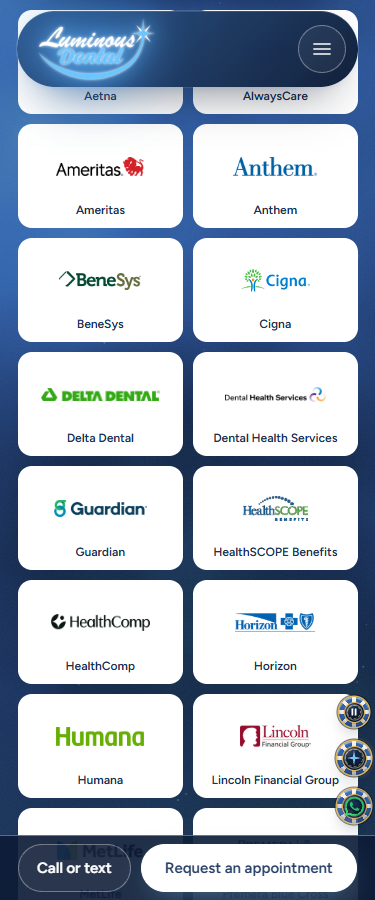 Luminous
Dental
Aetna
AlwaysCare
Ameritas
Ameritas
Anthem
Anthem
BeneSys
BeneSys
Cigna
Cigna
DELTA DENTAL
Delta Dental
Dental Health Services
Dental Health Services
Guardian
Guardian
HealthSCOPE
BENEFITS
HealthSCOPE Benefits
HealthComp
HealthComp
Horizon
Horizon
Humana
Humana
Lincoln
Financial Group
Lincoln Financial Group
MetLife
MetLife
Call or text
Request an appointment